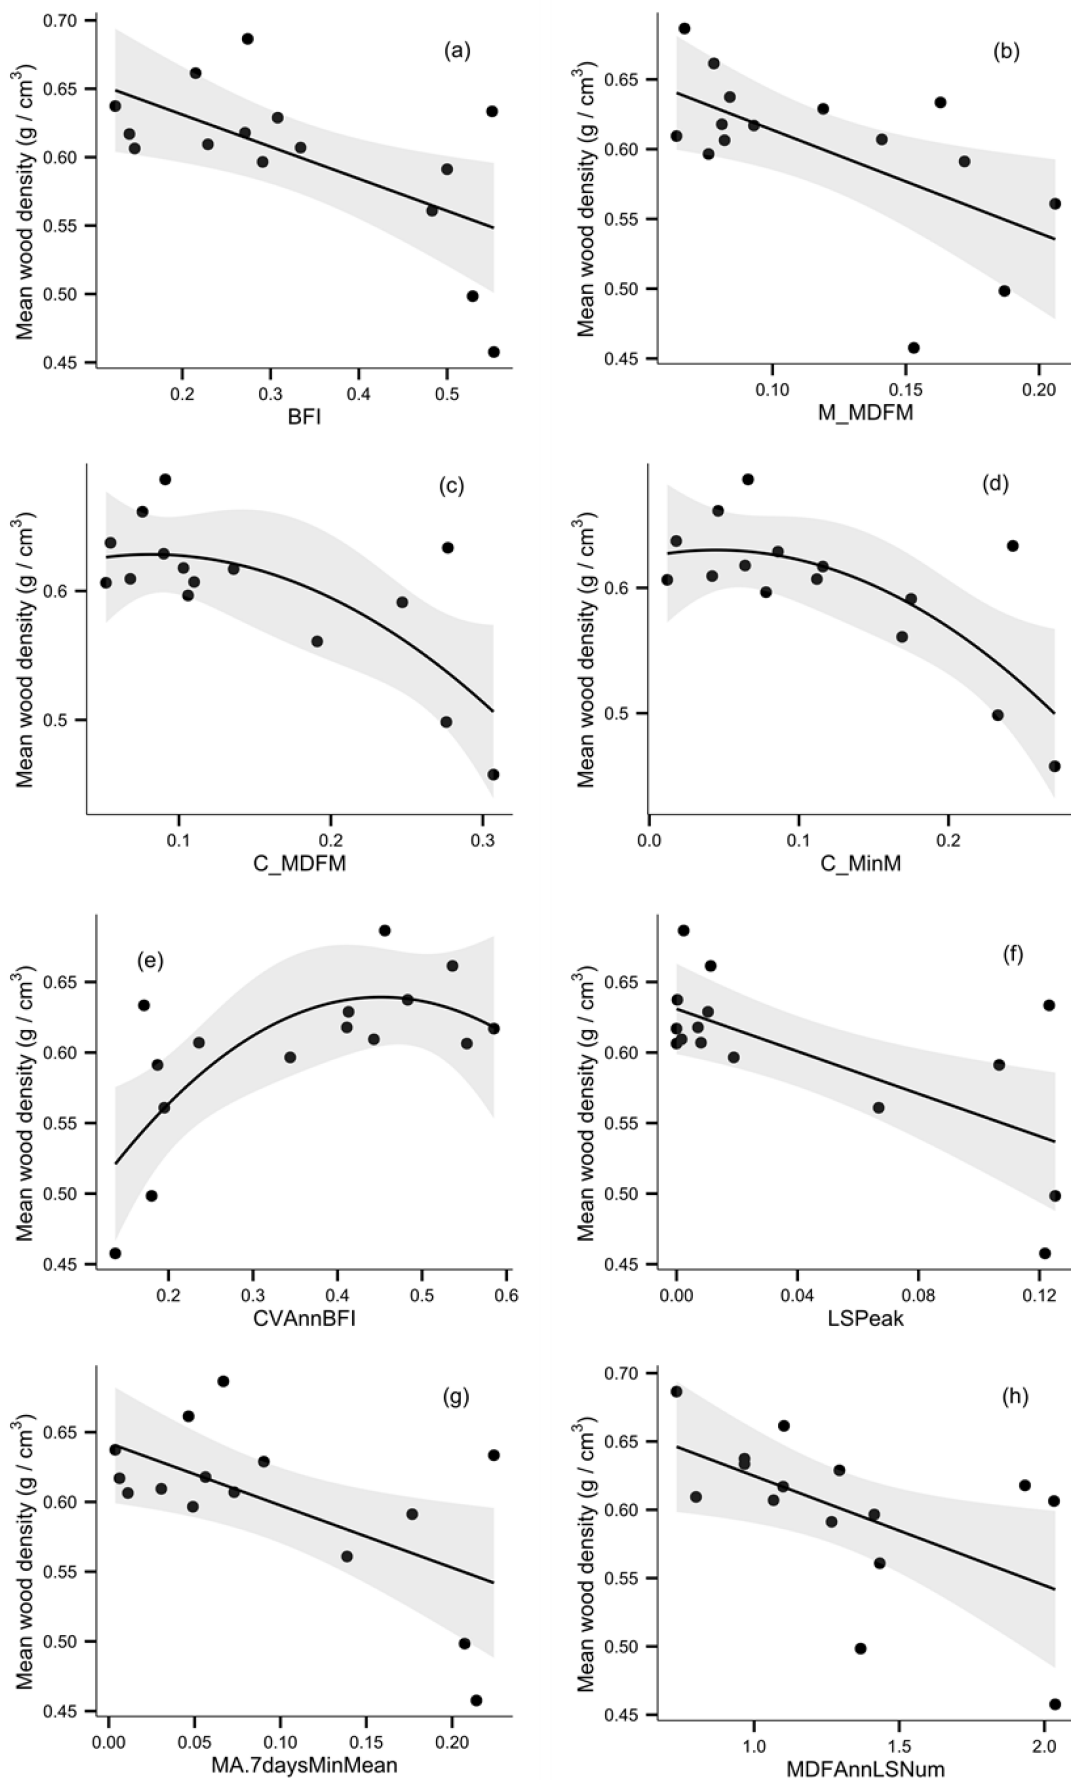 0.70
0.65
0.60
0.55
0.50
0.45
Mean wood density (g / cm³)
(a)
0.2 0.3 0.4 0.5
BFI
0.65
0.60
0.55
0.50
0.45
Mean wood density (g / cm³)
(b)
0.10 0.15 0.20
M_MDFM
0.6
0.5
Mean wood density (g / cm³)
(c)
0.1 0.2 0.3
C_MDFM
0.6
0.5
Mean wood density (g / cm³)
(d)
0.0 0.1 0.2
C_MinM
0.65
0.60
0.55
0.50
0.45
Mean wood density (g / cm³)
(e)
0.2 0.3 0.4 0.5 0.6
CVAnnBFI
0.65
0.60
0.55
0.50
0.45
Mean wood density (g / cm³)
(f)
0.00 0.04 0.08 0.12
LSPeak
0.65
0.60
0.55
0.50
0.45
Mean wood density (g / cm³)
(g)
0.00 0.05 0.10 0.15 0.20
MA.7daysMinMean
0.70
0.65
0.60
0.55
0.50
0.45
Mean wood density (g / cm³)
(h)
1.0 1.5 2.0
MDFAnnLSNum